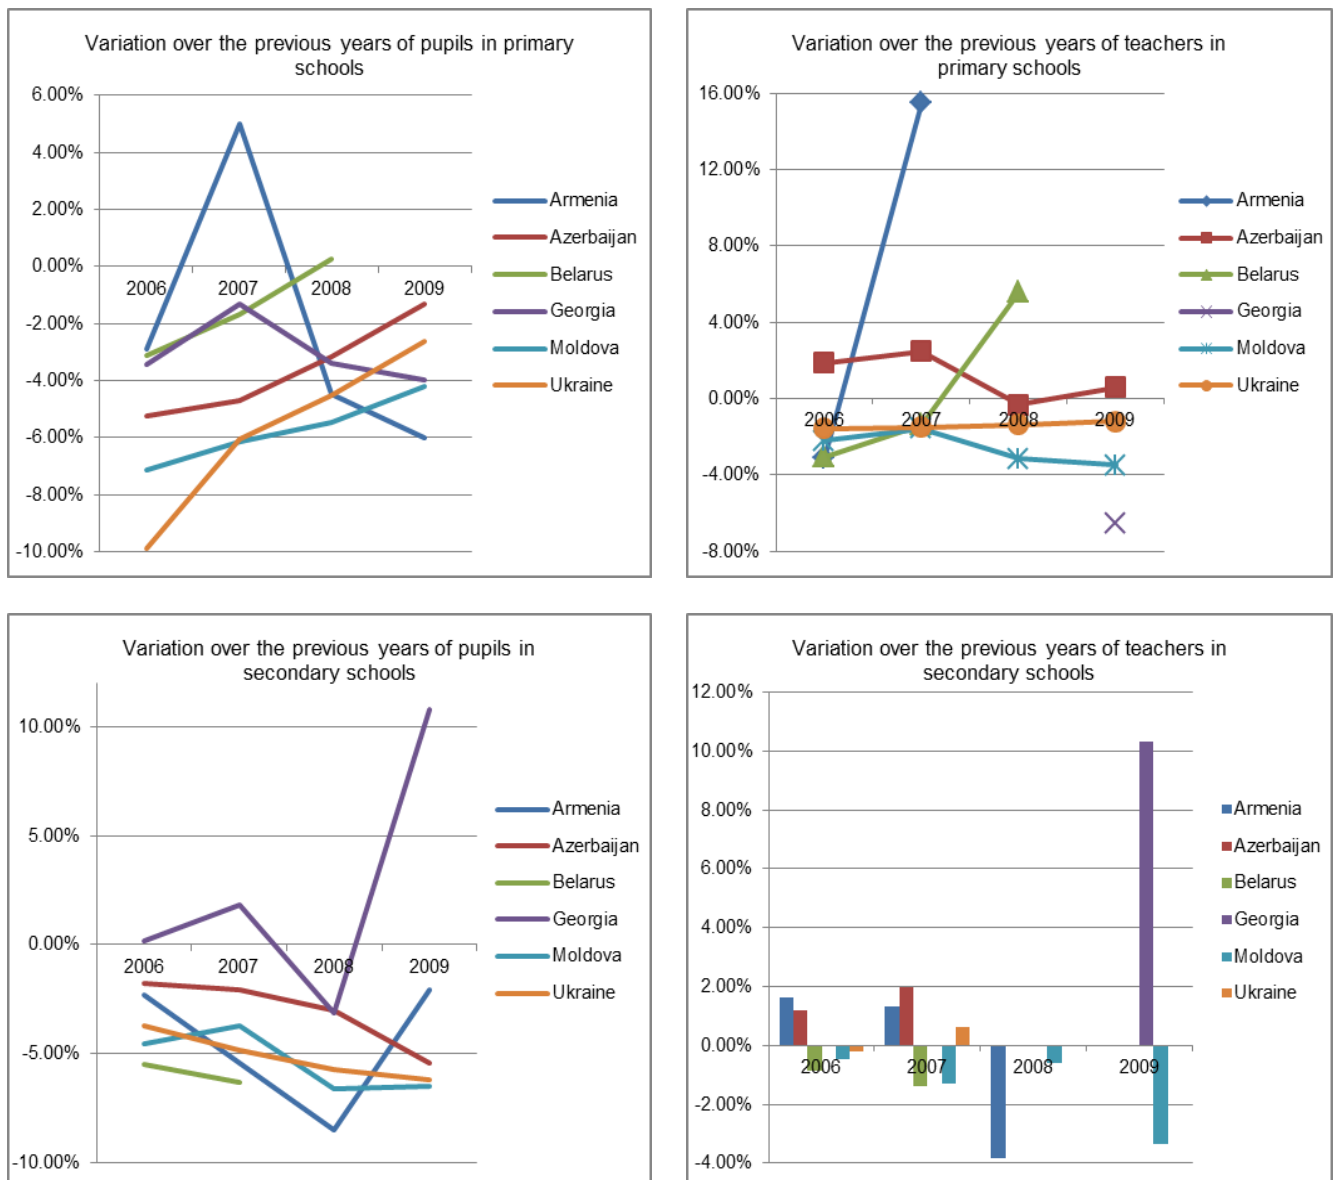 Variation over the previous years of pupils in primary
schools
6.00%
4.00%
2.00%
0.00%
-2.00%
-4.00%
-6.00%
-8.00%
-10.00%
2006
2007
2008
2009
Armenia
Azerbaijan
Belarus
Georgia
Moldova
Ukraine
Variation over the previous years of teachers in
primary schools
16.00%
12.00%
8.00%
4.00%
0.00%
-4.00%
-8.00%
2006
2007
2008
2009
Armenia
Azerbaijan
Belarus
Georgia
Moldova
Ukraine
Variation over the previous years of pupils in
secondary schools
10.00%
5.00%
0.00%
-5.00%
-10.00%
2006
2007
2008
2009
Armenia
Azerbaijan
Belarus
Georgia
Moldova
Ukraine
Variation over the previous years of teachers in
secondary schools
12.00%
10.00%
8.00%
6.00%
4.00%
2.00%
0.00%
-2.00%
-4.00%
2006
2007
2008
2009
Armenia
Azerbaijan
Belarus
Georgia
Moldova
Ukraine